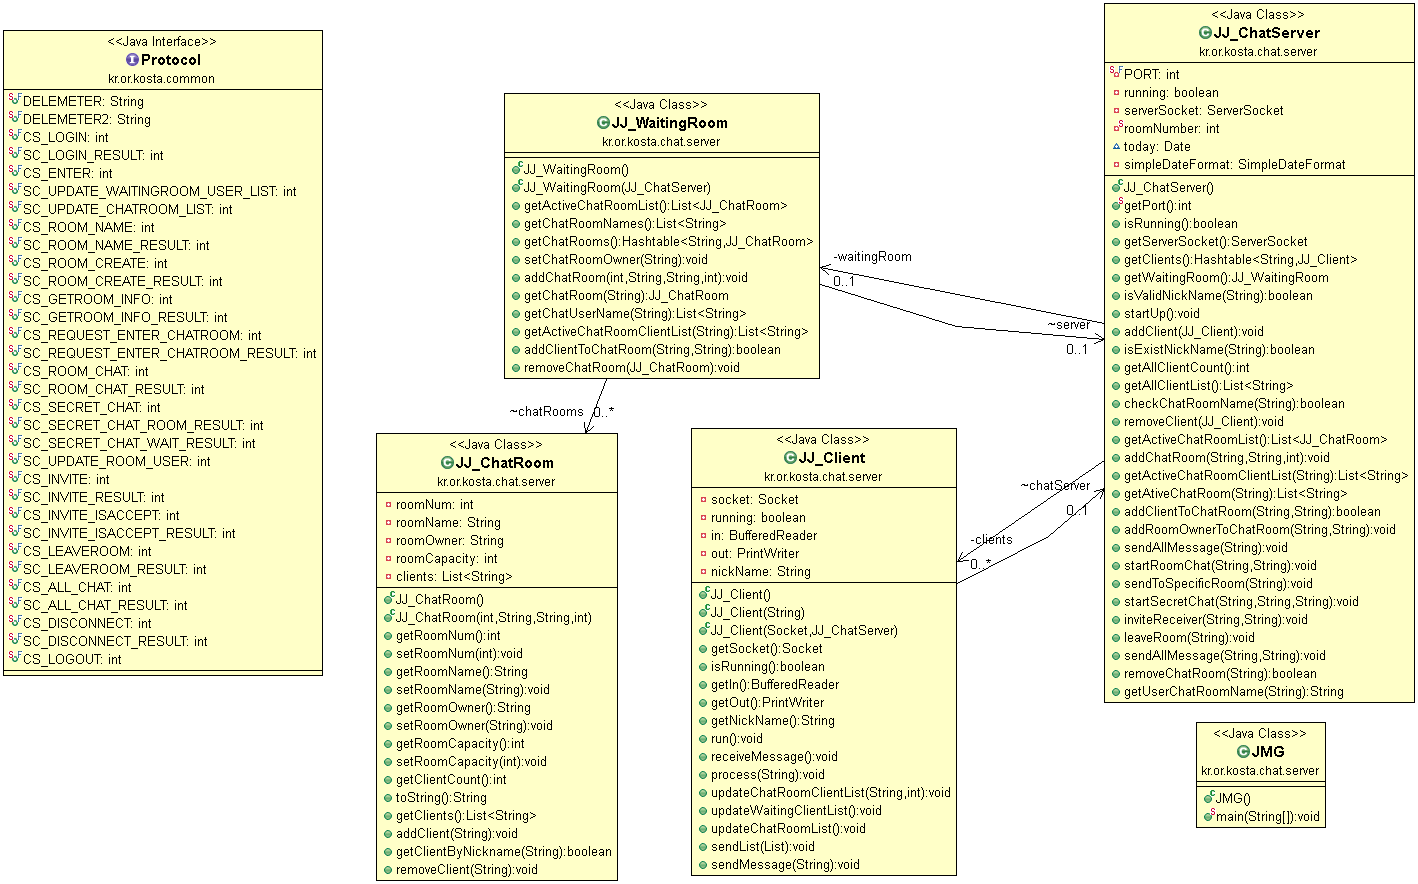 <<Java Interface>>
Protocol
kr.or.kosta.common
DELEMETER: String
DELEMETER2: String
CS_LOGIN: int
SC_LOGIN_RESULT: int
CS_ENTER: int
SC_UPDATE_WAITINGROOM_USER_LIST: int
SC_UPDATE_CHATROOM_LIST: int
CS_ROOM_NAME: int
SC_ROOM_NAME_RESULT: int
CS_ROOM_CREATE: int
SC_ROOM_CREATE_RESULT: int
CS_GETROOM_INFO: int
SC_GETROOM_INFO_RESULT: int
CS_REQUEST_ENTER_CHATROOM: int
SC_REQUEST_ENTER_CHATROOM_RESULT: int
CS_ROOM_CHAT: int
SC_ROOM_CHAT_RESULT: int
CS_SECRET_CHAT: int
SC_SECRET_CHAT_ROOM_RESULT: int
SC_SECRET_CHAT_WAIT_RESULT: int
SC_UPDATE_ROOM_USER: int
CS_INVITE: int
SC_INVITE_RESULT: int
CS_INVITE_ISACCEPT: int
SC_INVITE_ISACCEPT_RESULT: int
CS_LEAVEROOM: int
SC_LEAVEROOM_RESULT: int
CS_ALL_CHAT: int
SC_ALL_CHAT_RESULT: int
CS_DISCONNECT: int
SC_DISCONNECT_RESULT: int
CS_LOGOUT: int
<<Java Class>>
JJ_WaitingRoom
kr.or.kosta.chat.server
JJ_WaitingRoom()
JJ_WaitingRoom(JJ_ChatServer)
getActiveChatRoomList():List<JJ_ChatRoom>
getChatRoomNames():List<String>
getChatRooms():Hashtable<String,JJ_ChatRoom>
setChatRoomOwner(String):void
addChatRoom(int,String,String,int):void
getChatRoom(String):JJ_ChatRoom
getChatUserName(String):List<String>
getActiveChatRoomClientList(String):List<String>
addClientToChatRoom(String,String):boolean
removeChatRoom(JJ_ChatRoom):void
-waitingRoom
0..1
~server
0..1
~chatRooms
0..*
<<Java Class>>
JJ_ChatRoom
kr.or.kosta.chat.server
roomNum: int
roomName: String
roomOwner: String
roomCapacity: int
clients: List<String>
JJ_ChatRoom()
JJ_ChatRoom(int,String,String,int)
getRoomNum():int
setRoomNum(int):void
getRoomName():String
setRoomName(String):void
getRoomOwner():String
setRoomOwner(String):void
getRoomCapacity():int
setRoomCapacity(int):void
getClientCount():int
toString():String
getClients():List<String>
addClient(String):void
getClientByNickname(String):boolean
removeClient(String):void
<<Java Class>>
JJ_Client
kr.or.kosta.chat.server
socket: Socket
running: boolean
in: BufferedReader
out: PrintWriter
nickName: String
JJ_Client()
JJ_Client(String)
JJ_Client(Socket,JJ_ChatServer)
getSocket():Socket
isRunning():boolean
getIn():BufferedReader
getOut():PrintWriter
getNickName():String
run():void
receiveMessage():void
process(String):void
updateChatRoomClientList(String,int):void
updateWaitingClientList():void
updateChatRoomList():void
sendList(List):void
sendMessage(String):void
~chatServer
0..1
-clients
0..*
<<Java Class>>
JJ_ChatServer
kr.or.kosta.chat.server
PORT: int
running: boolean
serverSocket: ServerSocket
roomNumber: int
today: Date
simpleDateFormat: SimpleDateFormat
JJ_ChatServer()
getPort():int
isRunning():boolean
getServerSocket():ServerSocket
getClients():Hashtable<String,JJ_Client>
getWaitingRoom():JJ_WaitingRoom
isValidNickName(String):boolean
startUp():void
addClient(JJ_Client):void
isExistNickName(String):boolean
getAllClientCount():int
getAllClientList():List<String>
checkChatRoomName(String):boolean
removeClient(JJ_Client):void
getActiveChatRoomList():List<JJ_ChatRoom>
addChatRoom(String,String,int):void
getActiveChatRoomClientList(String):List<String>
getAtiveChatRoom(String):List<String>
addClientToChatRoom(String,String):boolean
addRoomOwnerToChatRoom(String,String):void
sendAllMessage(String):void
startRoomChat(String,String):void
sendToSpecificRoom(String):void
startSecretChat(String,String,String):void
inviteReceiver(String,String):void
leaveRoom(String):void
sendAllMessage(String,String):void
removeChatRoom(String):boolean
getUserChatRoomName(String):String
<<Java Class>>
JMG
kr.or.kosta.chat.server
JMG()
main(String[]):void